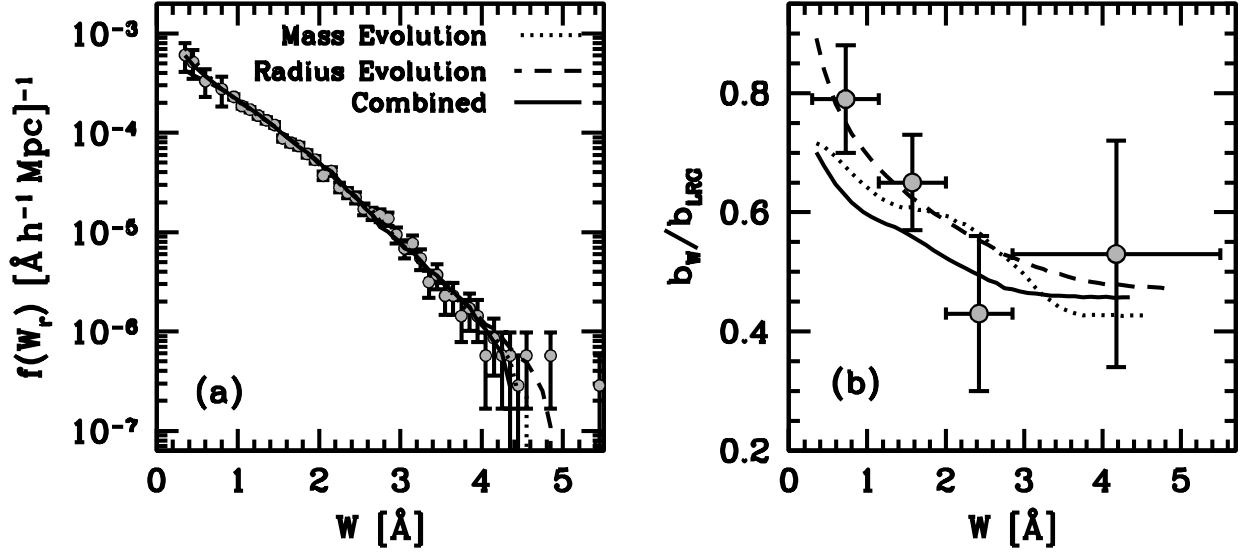 10⁻³
10⁻⁴
10⁻⁵
10⁻⁶
10⁻⁷
f(Wᵣ) [Å h⁻¹ Mpc]⁻¹
Mass Evolution
Radius Evolution
Combined
(a)
0 1 2 3 4 5
W [Å]
0.8
0.6
0.4
0.2
b_W/b_LRG
(b)
0 1 2 3 4 5
W [Å]